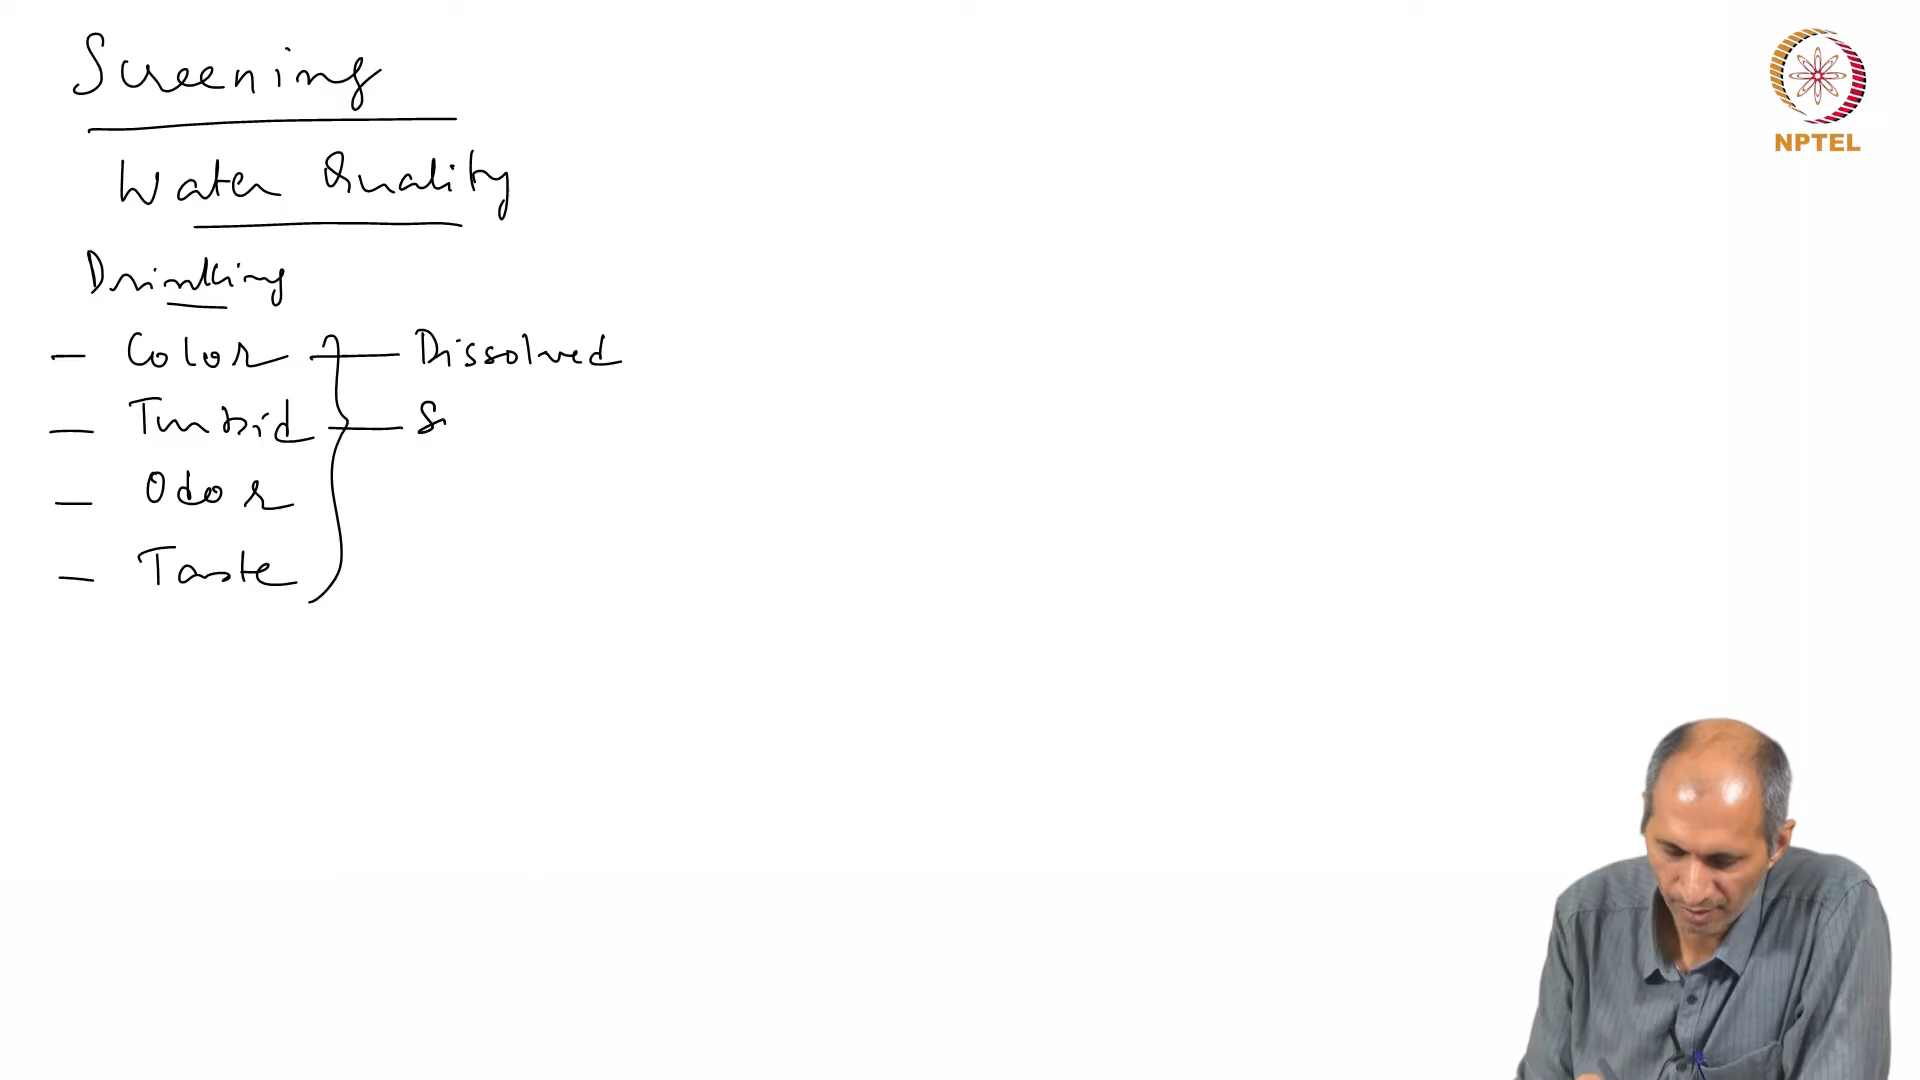 Screening
Water Quality
Drinking
— Color — Dissolved
— Turbid — S
— Odor
— Taste
NPTEL